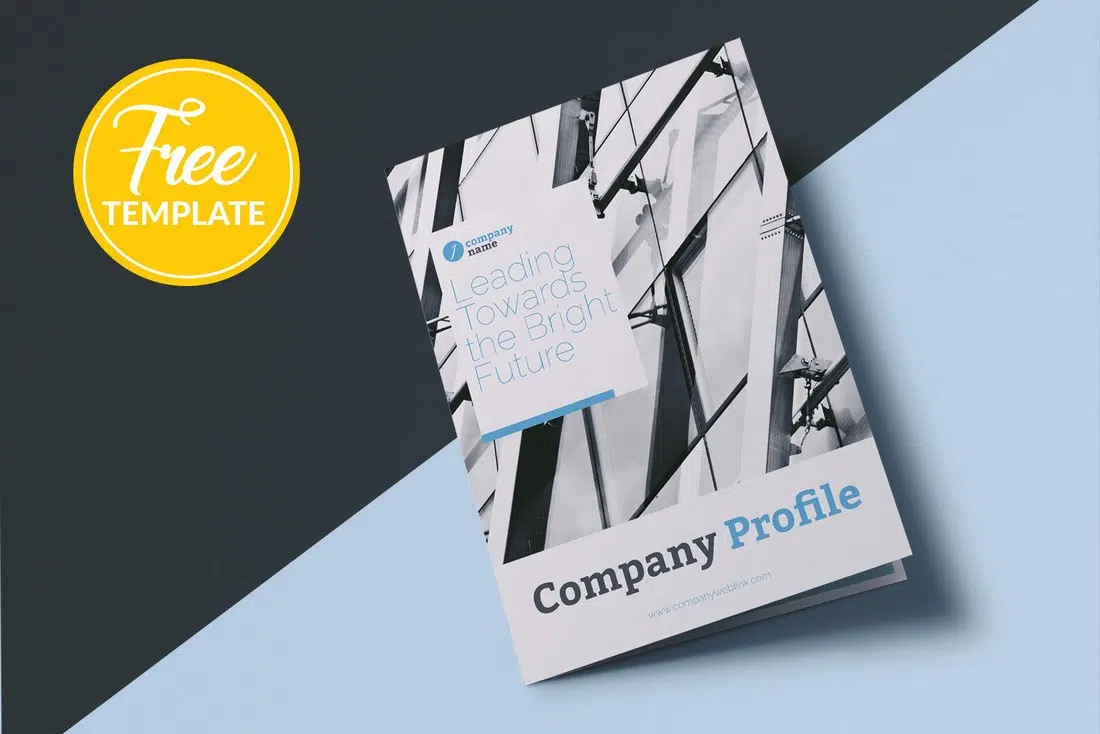 Free
TEMPLATE
company
name
Leading
Towards
the Bright
Future
Company Profile
www.companyweblink.com